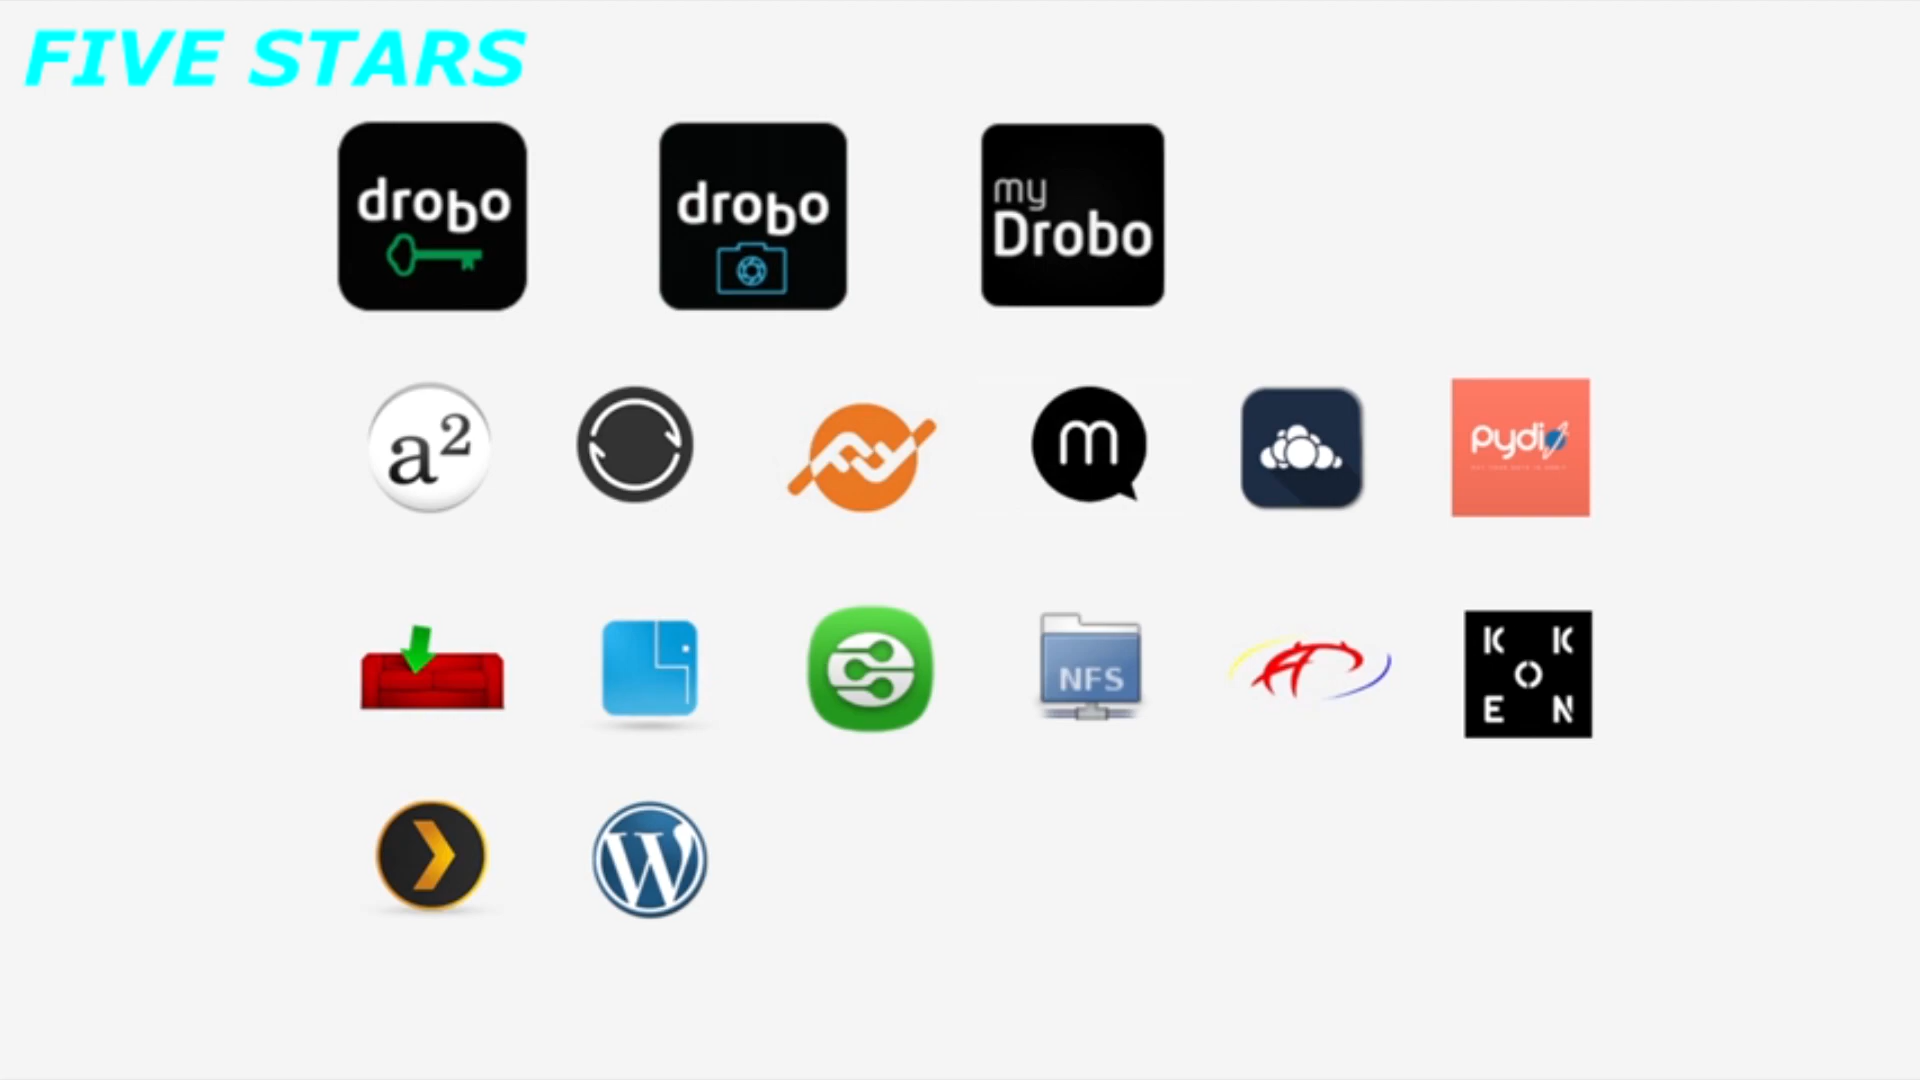 FIVE STARS
drobo
drobo
my
Drobo
a²
m
pydio
NFS
K K
O
E N
W